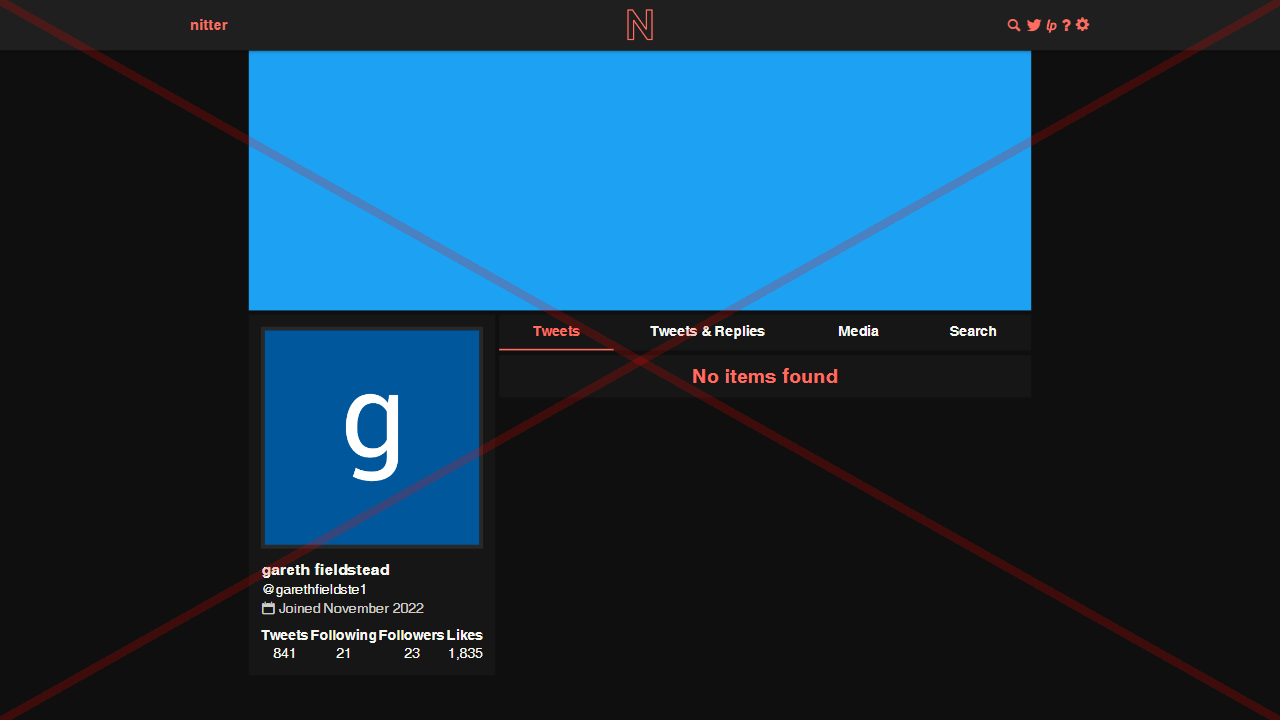 nitter
N
lp ?
Tweets Tweets & Replies Media Search
No items found
g
gareth fieldstead
@garethfieldste1
Joined November 2022
Tweets Following Followers Likes
841 21 23 1,835